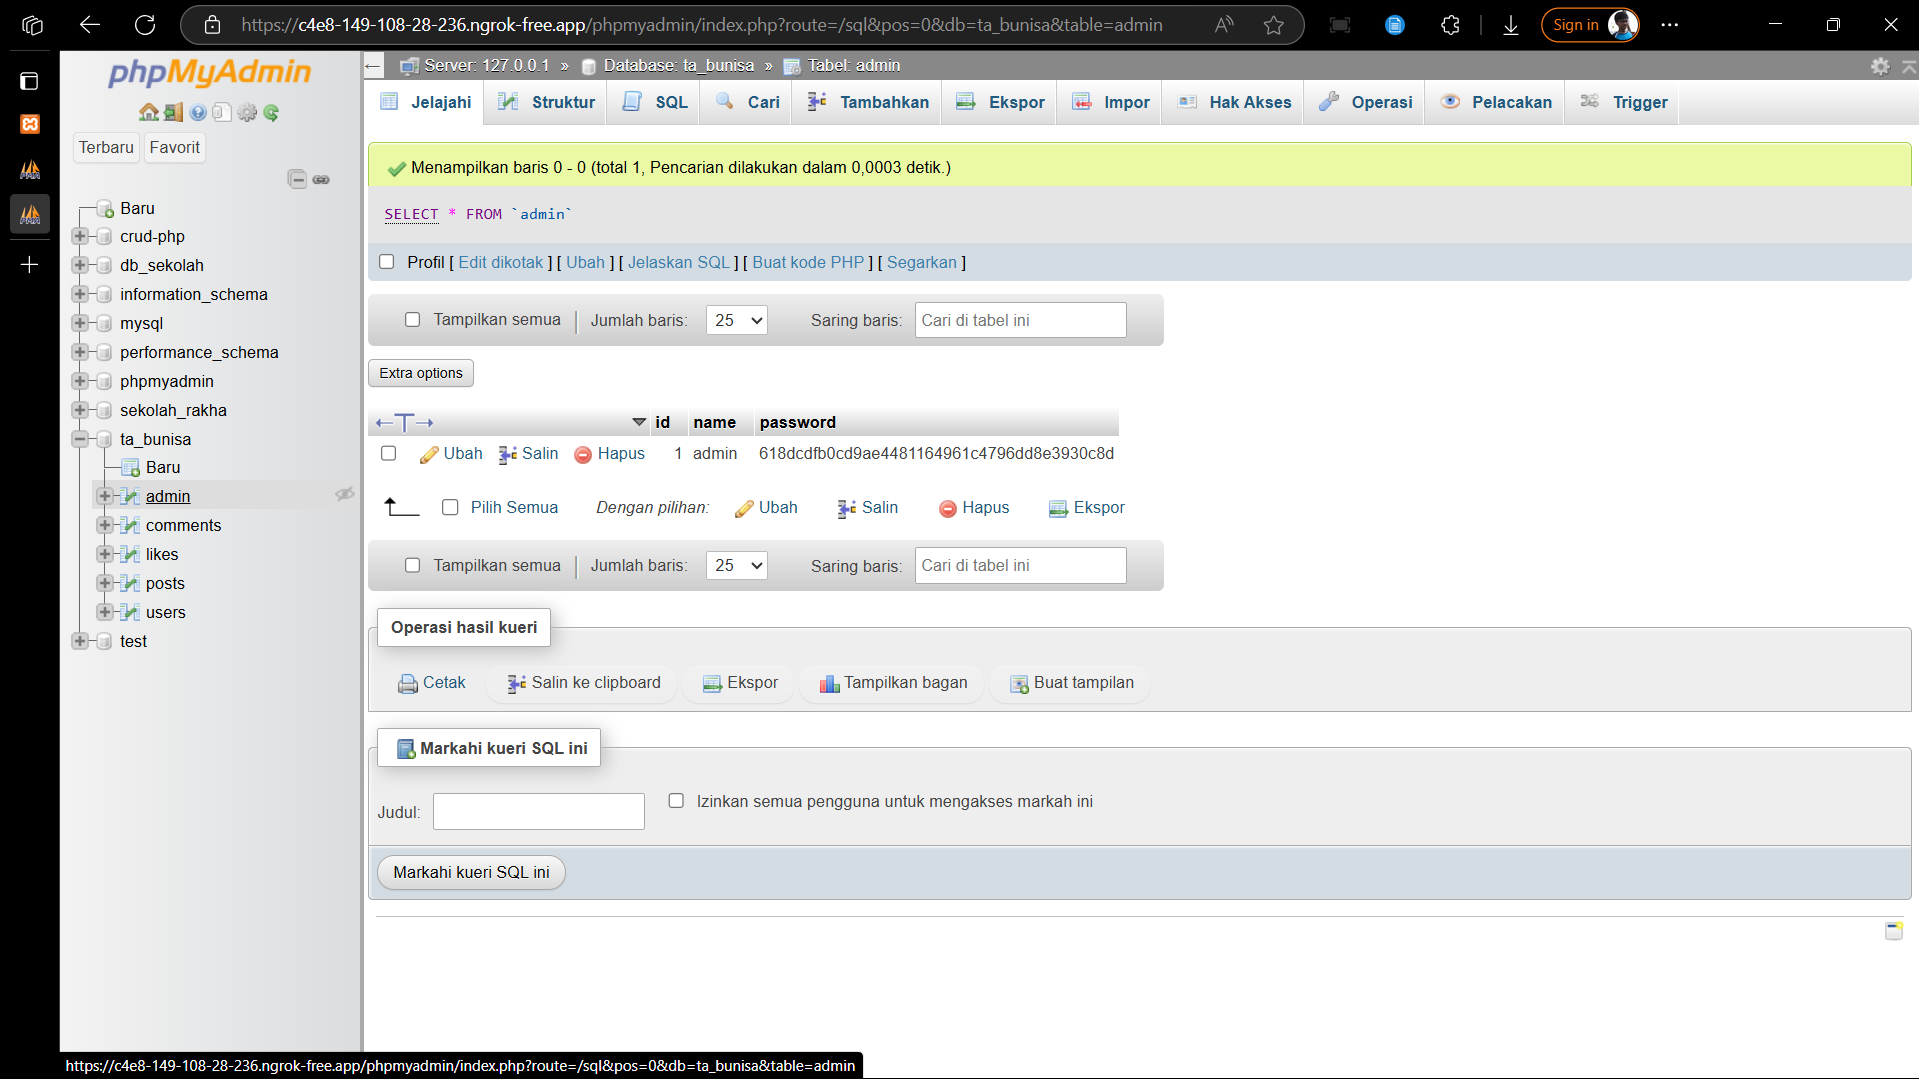 https://c4e8-149-108-28-236.ngrok-free.app/phpmyadmin/index.php?route=/sql&pos=0&db=ta_bunisa&table=admin
Sign in
phpMyAdmin
Terbaru Favorit
Baru
crud-php
db_sekolah
information_schema
mysql
performance_schema
phpmyadmin
sekolah_rakha
ta_bunisa
Baru
admin
comments
likes
posts
users
test
Server: 127.0.0.1 » Database: ta_bunisa » Tabel: admin
Jelajahi Struktur SQL Cari Tambahkan Ekspor Impor Hak Akses Operasi Pelacakan Trigger
Menampilkan baris 0 - 0 (total 1, Pencarian dilakukan dalam 0,0003 detik.)
SELECT * FROM `admin`
Profil [ Edit dikotak ] [ Ubah ] [ Jelaskan SQL ] [ Buat kode PHP ] [ Segarkan ]
Tampilkan semua Jumlah baris: 25 Saring baris: Cari di tabel ini
Extra options
id name password
Ubah Salin Hapus 1 admin 618dcdfb0cd9ae4481164961c4796dd8e3930c8d
Pilih Semua Dengan pilihan: Ubah Salin Hapus Ekspor
Tampilkan semua Jumlah baris: 25 Saring baris: Cari di tabel ini
Operasi hasil kueri
Cetak Salin ke clipboard Ekspor Tampilkan bagan Buat tampilan
Markahi kueri SQL ini
Judul: Izinkan semua pengguna untuk mengakses markah ini
Markahi kueri SQL ini
https://c4e8-149-108-28-236.ngrok-free.app/phpmyadmin/index.php?route=/sql&pos=0&db=ta_bunisa&table=admin